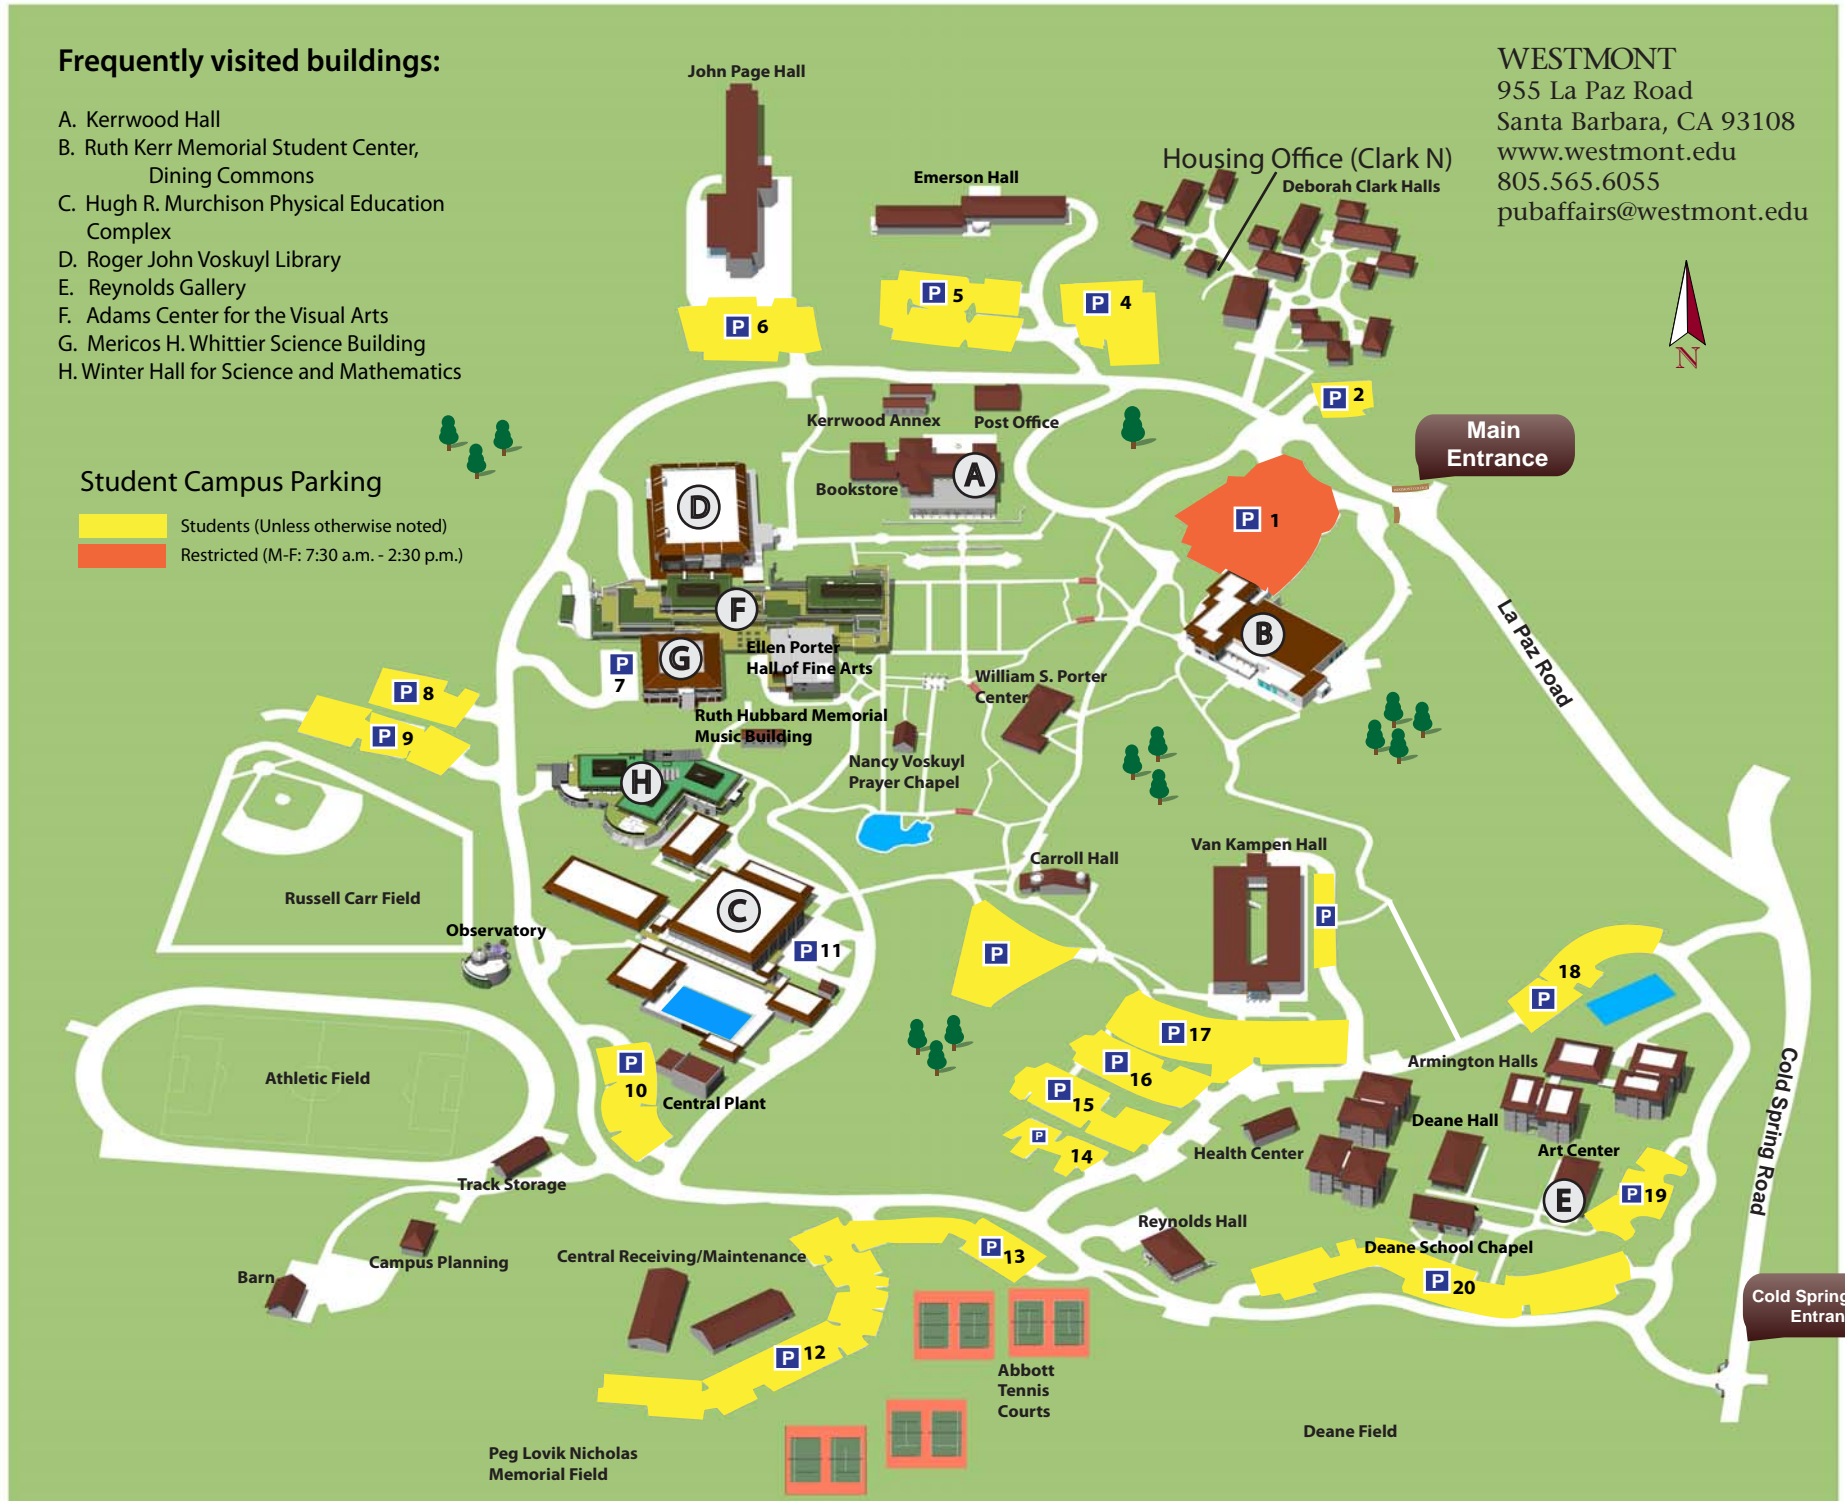 Frequently visited buildings:
A. Kerrwood Hall
B. Ruth Kerr Memorial Student Center,
Dining Commons
C. Hugh R. Murchison Physical Education
Complex
D. Roger John Voskuyl Library
E. Reynolds Gallery
F. Adams Center for the Visual Arts
G. Mericos H. Whittier Science Building
H. Winter Hall for Science and Mathematics
WESTMONT
955 La Paz Road
Santa Barbara, CA 93108
www.westmont.edu
805.565.6055
pubaffairs@westmont.edu
N
Student Campus Parking
Students (Unless otherwise noted)
Restricted (M-F: 7:30 a.m. - 2:30 p.m.)
John Page Hall
Emerson Hall
Housing Office (Clark N)
Deborah Clark Halls
P 6
P 5
P 4
P 2
Main
Entrance
Kerrwood Annex
Post Office
Bookstore
A
D
P 1
F
B
G
P
7
Ellen Porter
Hall of Fine Arts
William S. Porter
Center
La Paz Road
P 8
P 9
Ruth Hubbard Memorial
Music Building
Nancy Voskuyl
Prayer Chapel
H
Carroll Hall
Van Kampen Hall
Russell Carr Field
Observatory
C
P 11
P
P
18
P
Athletic Field
P
10
Central Plant
P 17
P
16
P
15
P
14
Armington Halls
Deane Hall
Art Center
Health Center
E
P 19
Cold Spring Road
Track Storage
Campus Planning
Barn
Central Receiving/Maintenance
P 13
Reynolds Hall
Deane School Chapel
P 20
Cold Spring
Entran
P 12
Abbott
Tennis
Courts
Deane Field
Peg Lovik Nicholas
Memorial Field